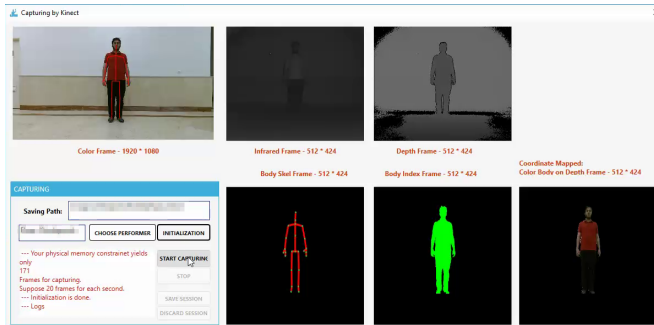 Capturing by Kinect
Color Frame - 1920 * 1080
Infrared Frame - 512 * 424
Depth Frame - 512 * 424
Body Skel Frame - 512 * 424
Body Index Frame - 512 * 424
Coordinate Mapped:
Color Body on Depth Frame - 512 * 424
CAPTURING
Saving Path:
CHOOSE PERFORMER
INITIALIZATION
--- Your physical memory constrainet yields
only
171
Frames for capturing.
Suppose 20 frames for each second.
--- Initialization is done.
--- Logs
START CAPTURING
STOP
SAVE SESSION
DISCARD SESSION